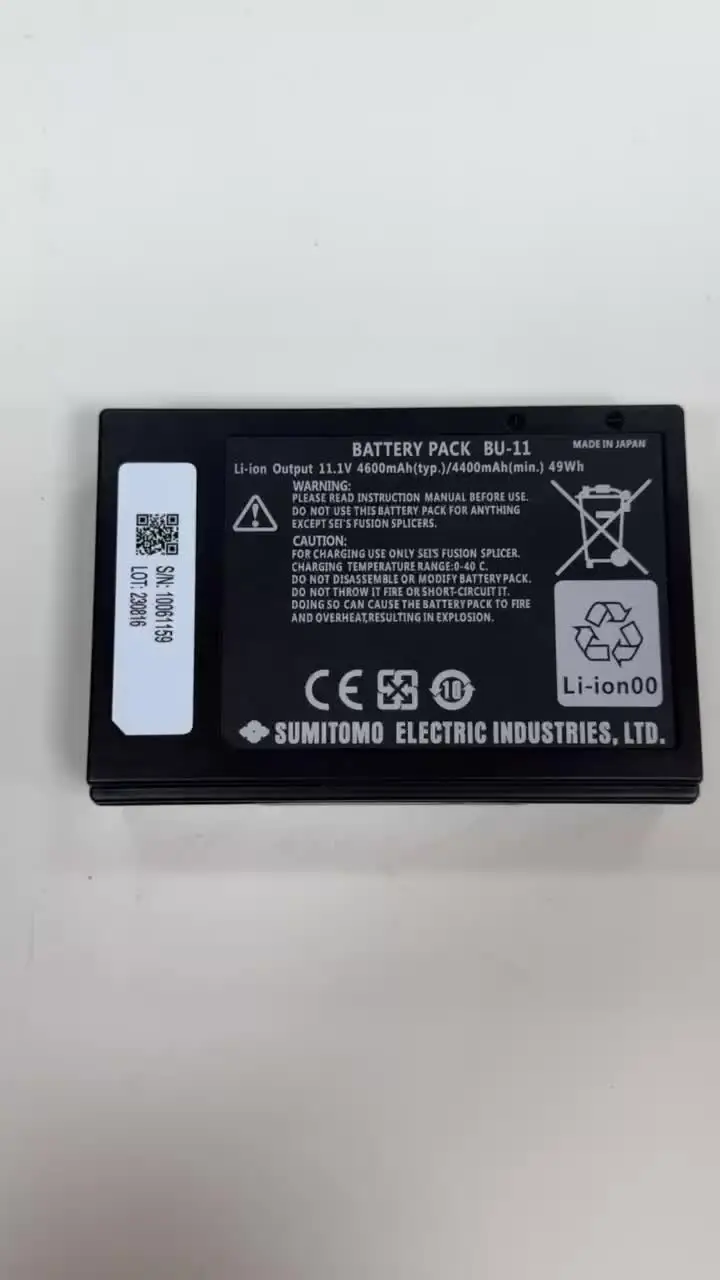 BATTERY PACK BU-11
MADE IN JAPAN
Li-ion Output 11.1V 4600mAh(typ.)/4400mAh(min.) 49Wh
WARNING:
PLEASE READ INSTRUCTION MANUAL BEFORE USE.
DO NOT USE THIS BATTERY PACK FOR ANYTHING
EXCEPT SEI'S FUSION SPLICERS.
CAUTION:
FOR CHARGING USE ONLY SEI'S FUSION SPLICER.
CHARGING TEMPERATURE RANGE:0-40 C.
DO NOT DISASSEMBLE OR MODIFY BATTERY PACK.
DO NOT THROW IT FIRE OR SHORT-CIRCUIT IT.
DOING SO CAN CAUSE THE BATTERY PACK TO FIRE
AND OVERHEAT,RESULTING IN EXPLOSION.
CE
10
Li-ion00
SUMITOMO ELECTRIC INDUSTRIES, LTD.
S/N: 10061159
LOT: 230816